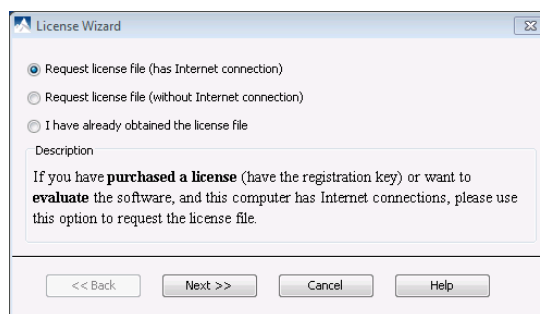 License Wizard
Request license file (has Internet connection)
Request license file (without Internet connection)
I have already obtained the license file
Description
If you have purchased a license (have the registration key) or want to
evaluate the software, and this computer has Internet connections, please use
this option to request the license file.
<< Back Next >> Cancel Help